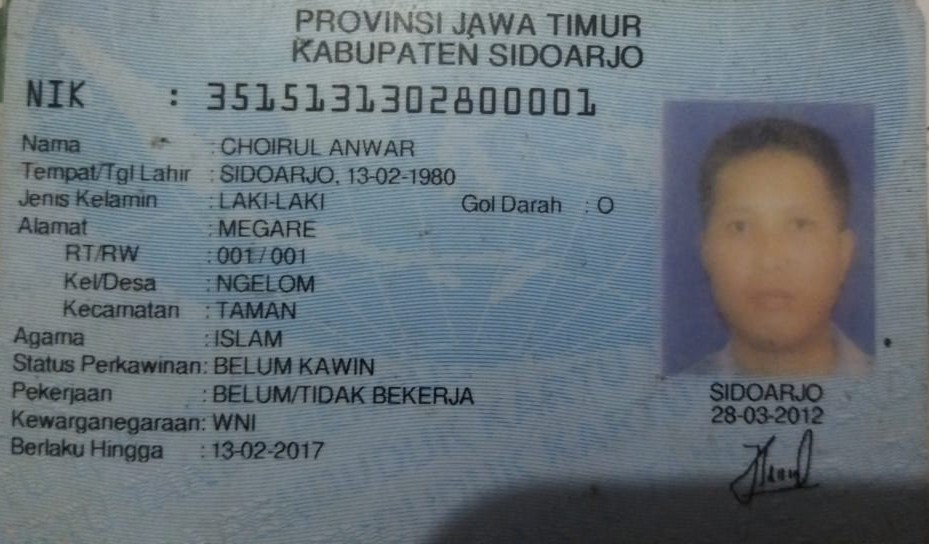 PROVINSI JAWA TIMUR
KABUPATEN SIDOARJO
NIK : 3515131302800001
Nama : CHOIRUL ANWAR
Tempat/Tgl Lahir : SIDOARJO, 13-02-1980
Jenis Kelamin : LAKI-LAKI Gol Darah : O
Alamat : MEGARE
RT/RW : 001/001
Kel/Desa : NGELOM
Kecamatan : TAMAN
Agama : ISLAM
Status Perkawinan: BELUM KAWIN
Pekerjaan : BELUM/TIDAK BEKERJA
Kewarganegaraan: WNI
Berlaku Hingga : 13-02-2017
SIDOARJO
28-03-2012